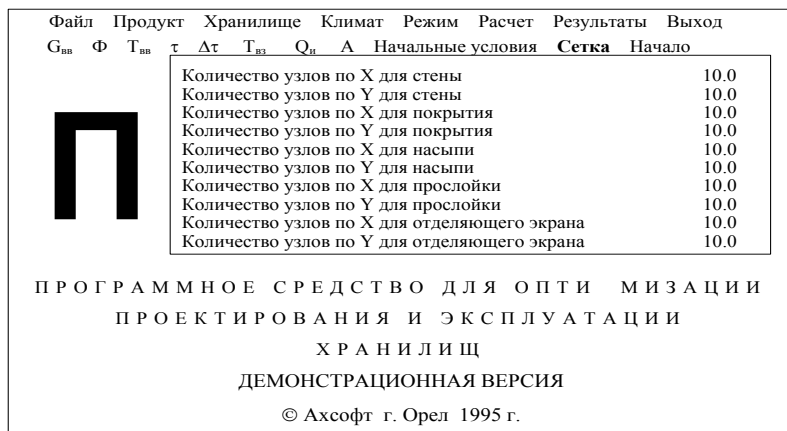 Файл Продукт Хранилище Климат Режим Расчет Результаты Выход
Gвв Φ Tвв τ Δτ Tвз Qи A Начальные условия Сетка Начало
Количество узлов по X для стены 10.0
Количество узлов по Y для стены 10.0
Количество узлов по X для покрытия 10.0
Количество узлов по Y для покрытия 10.0
Количество узлов по X для насыпи 10.0
Количество узлов по Y для насыпи 10.0
Количество узлов по X для прослойки 10.0
Количество узлов по Y для прослойки 10.0
Количество узлов по X для отделяющего экрана 10.0
Количество узлов по Y для отделяющего экрана 10.0
П
П Р О Г Р А М М Н О Е С Р Е Д С Т В О Д Л Я О П Т И М И З А Ц И И
П Р О Е К Т И Р О В А Н И Я И Э К С П Л У А Т А Ц И И
Х Р А Н И Л И Щ
ДЕМОНСТРАЦИОННАЯ ВЕРСИЯ
© Ахсофт г. Орел 1995 г.